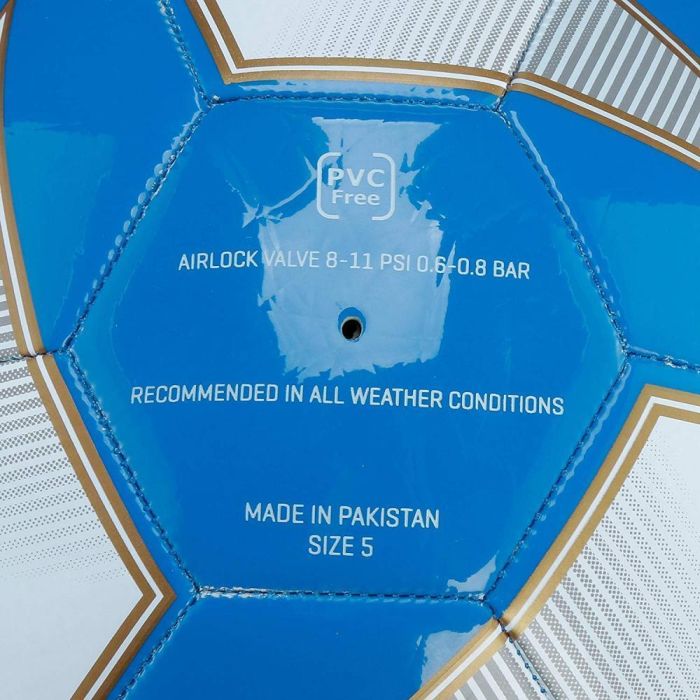 PVC
Free
AIRLOCK VALVE 8-11 PSI 0.6-0.8 BAR
RECOMMENDED IN ALL WEATHER CONDITIONS
MADE IN PAKISTAN
SIZE 5